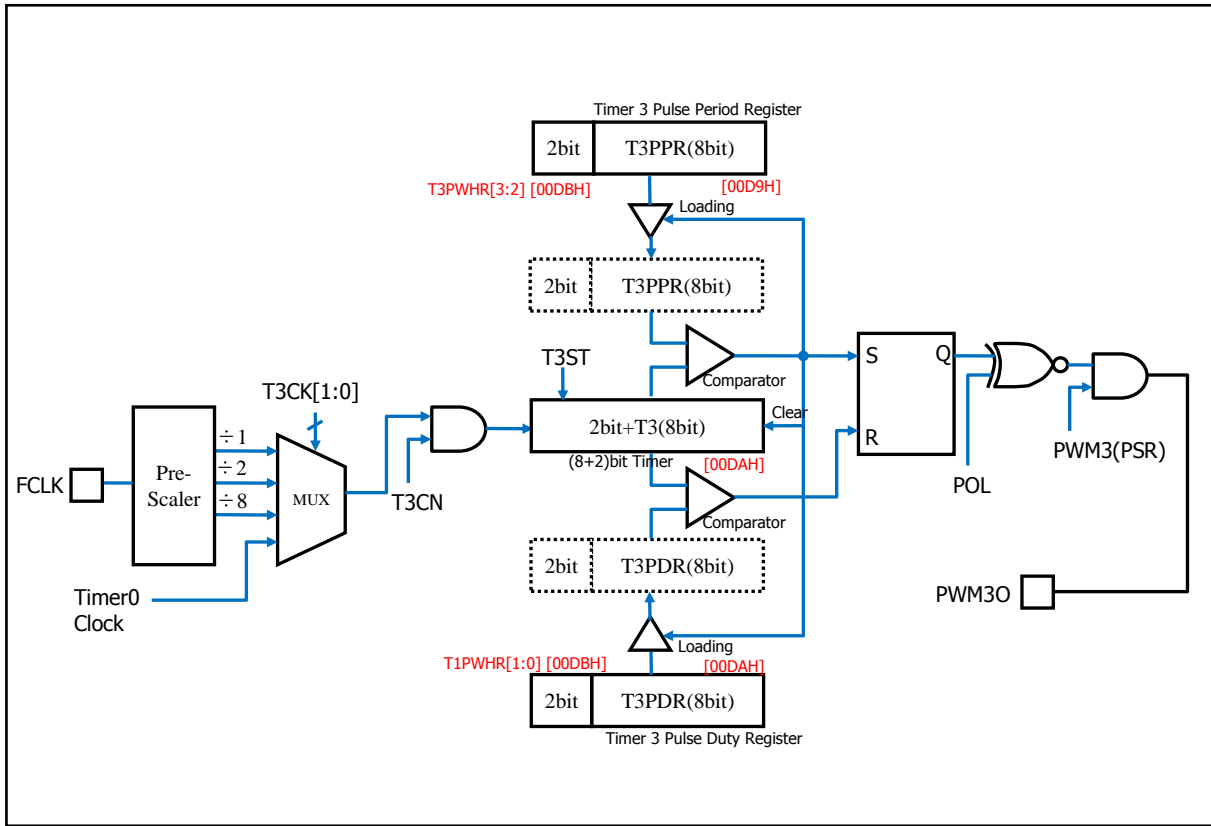 Timer 3 Pulse Period Register
2bit
T3PPR(8bit)
T3PWHR[3:2] [00DBH]
[00D9H]
Loading
2bit
T3PPR(8bit)
T3ST
Comparator
S
Q
T3CK[1:0]
Clear
2bit+T3(8bit)
R
÷1
(8+2)bit Timer
[00DAH]
PWM3(PSR)
FCLK
Pre-
Scaler
÷2
MUX
T3CN
POL
÷8
Comparator
2bit
T3PDR(8bit)
Timer0
Clock
PWM3O
Loading
T1PWHR[1:0] [00DBH]
[00DAH]
2bit
T3PDR(8bit)
Timer 3 Pulse Duty Register